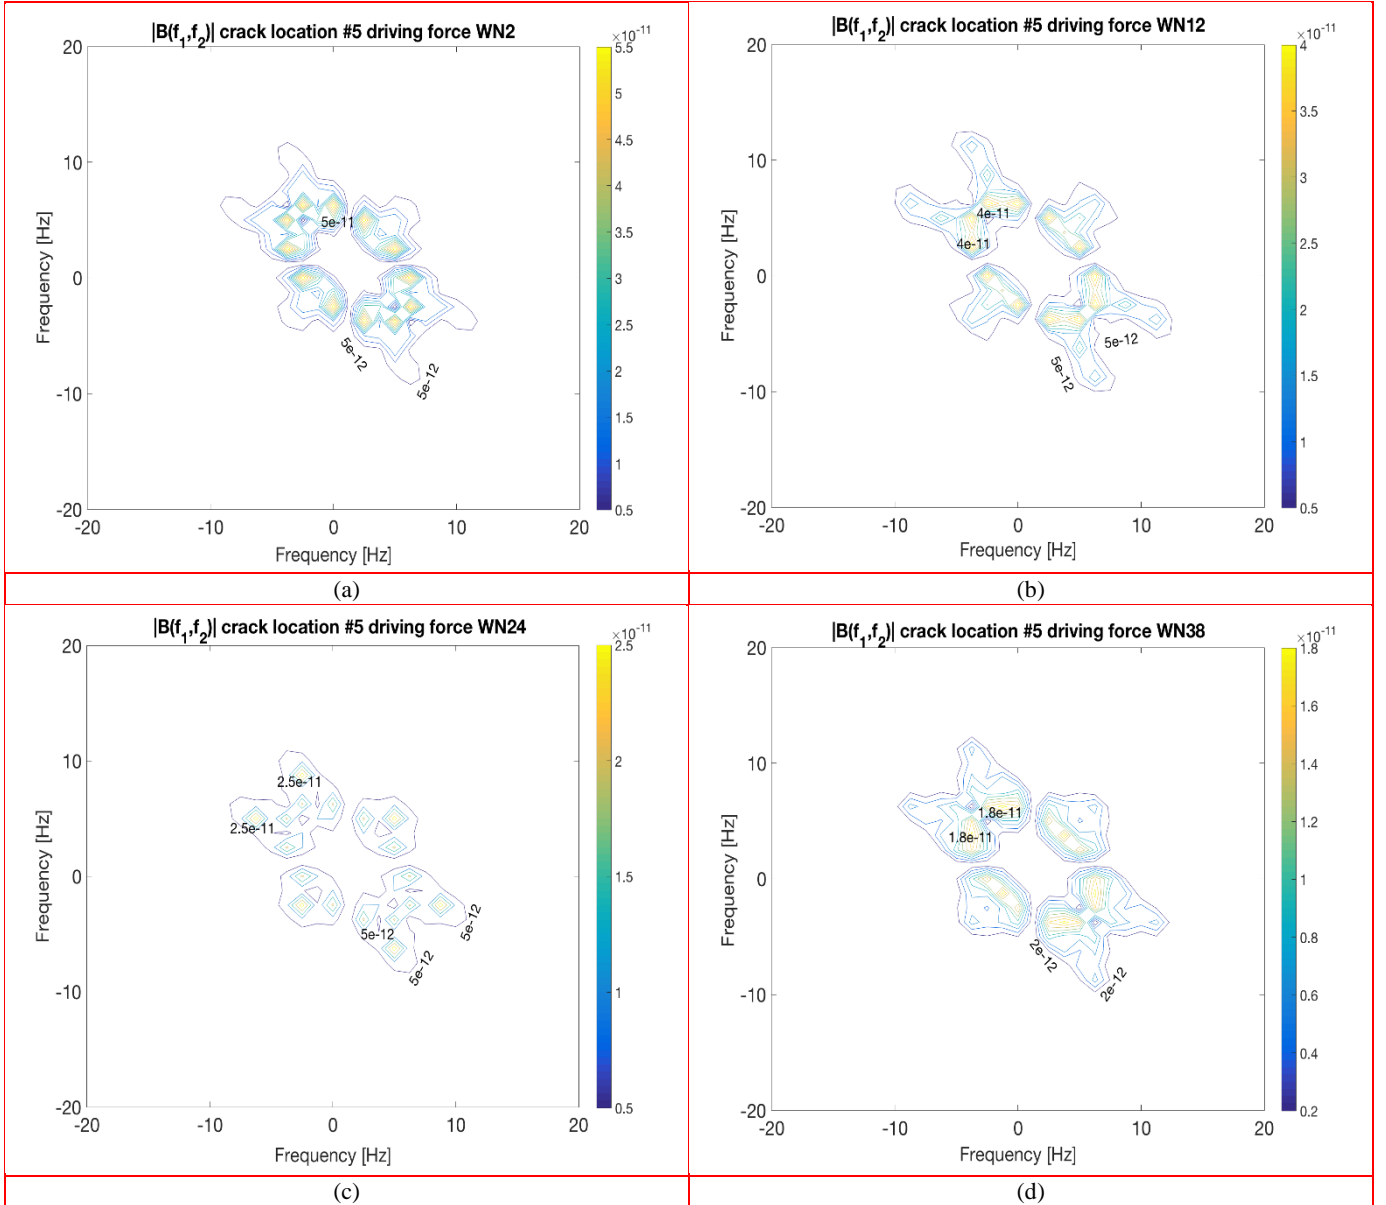 |B(f1,f2)| crack location #5 driving force WN2
×10-11
20
10
0
-10
-20
-20
-10
0
10
20
Frequency [Hz]
Frequency [Hz]
5e-11
5e-12
5e-12
5.5
5
4.5
4
3.5
3
2.5
2
1.5
1
0.5
(a)
|B(f1,f2)| crack location #5 driving force WN12
×10-11
20
10
0
-10
-20
-20
-10
0
10
20
Frequency [Hz]
Frequency [Hz]
4e-11
4e-11
5e-12
5e-12
4
3.5
3
2.5
2
1.5
1
0.5
(b)
|B(f1,f2)| crack location #5 driving force WN24
×10-11
20
10
0
-10
-20
-20
-10
0
10
20
Frequency [Hz]
Frequency [Hz]
2.5e-11
2.5e-11
5e-12
5e-12
5e-12
2.5
2
1.5
1
0.5
(c)
|B(f1,f2)| crack location #5 driving force WN38
×10-11
20
10
0
-10
-20
-20
-10
0
10
20
Frequency [Hz]
Frequency [Hz]
1.8e-11
1.8e-11
2e-12
2e-12
1.8
1.6
1.4
1.2
1
0.8
0.6
0.4
0.2
(d)